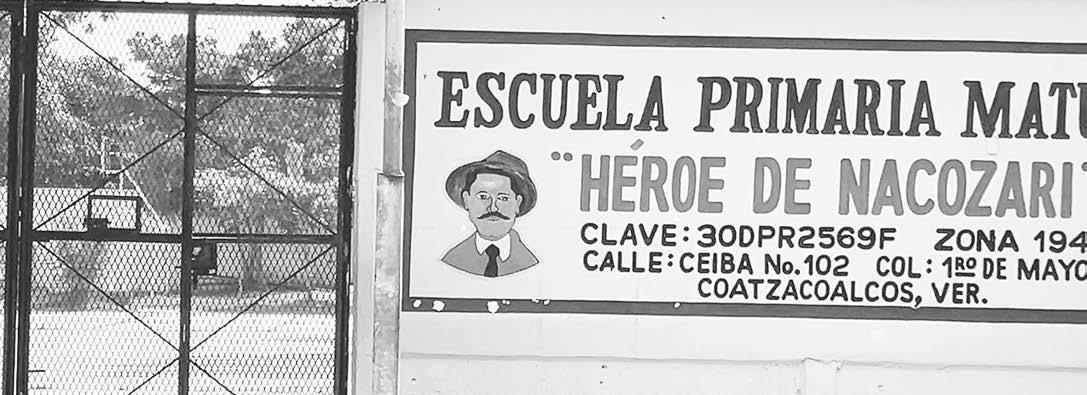 ESCUELA PRIMARIA
"HÉROE DE NACOZARI"
CLAVE: 30DPR2569F ZONA 194
CALLE: CEIBA No. 102 COL: 1RO DE MAYO
COATZACOALCOS, VER.